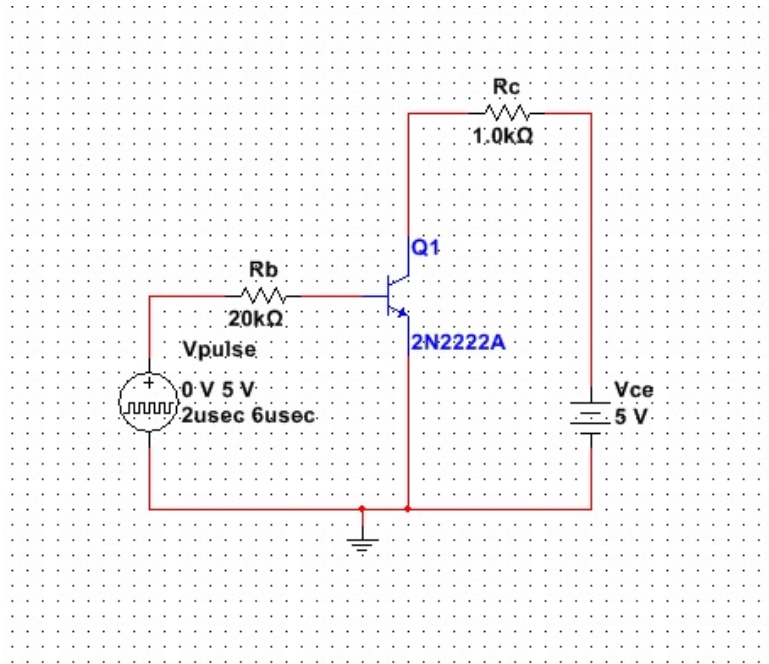 Rc
1.0kΩ
Q1
Rb
20kΩ
2N2222A
Vpulse
0 V 5 V
2usec 6usec
Vce
5 V